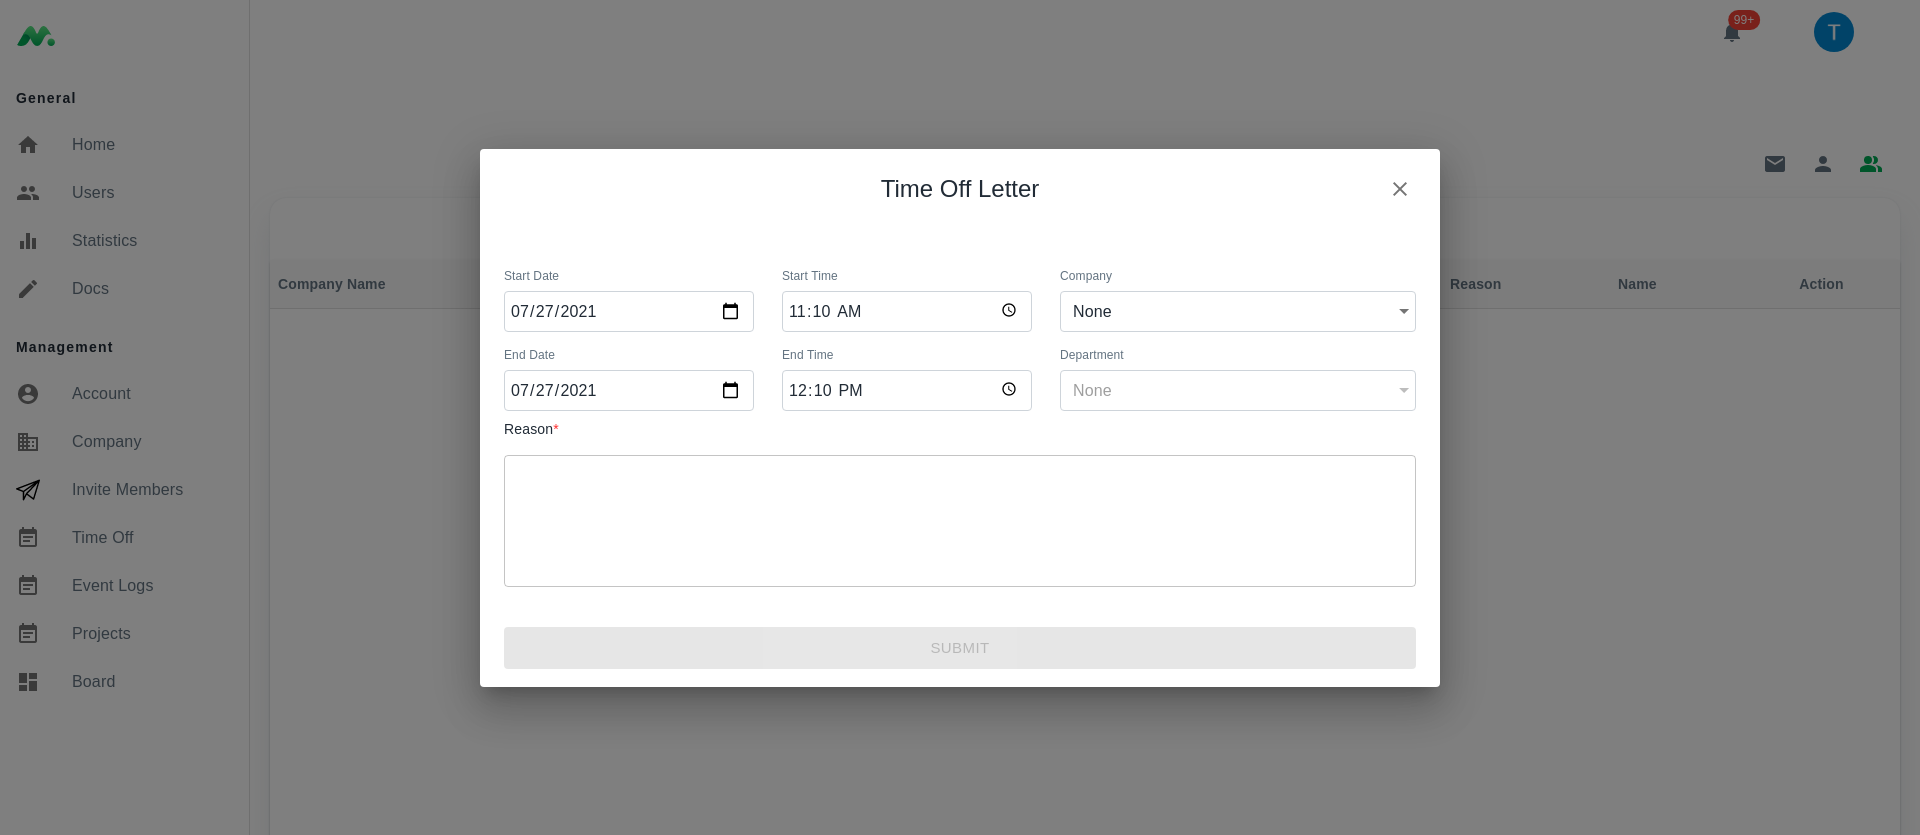 99+
T
General
Home
Users
Statistics
Docs
Management
Account
Company
Invite Members
Time Off
Event Logs
Projects
Board
Company Name
Reason
Name
Action
Time Off Letter
Start Date
Start Time
Company
07/27/2021
11:10 AM
None
End Date
End Time
Department
07/27/2021
12:10 PM
None
Reason*
SUBMIT